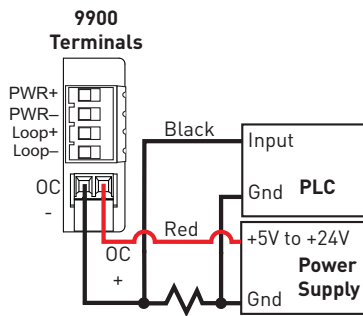 9900
Terminals
PWR+
PWR–
Loop+
Loop–
OC
-
OC
+
Black
Red
Input
Gnd
PLC
+5V to +24V
Power
Supply
Gnd